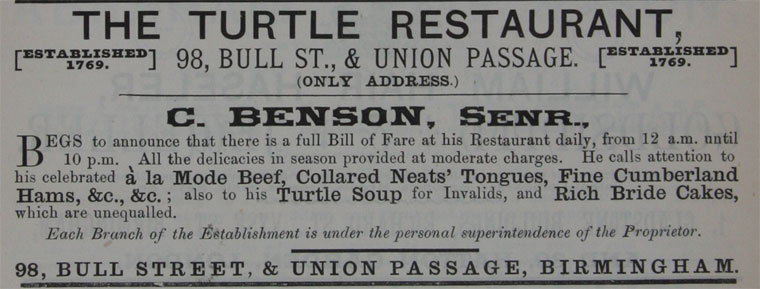 THE TURTLE RESTAURANT,
[ESTABLISHED 1769.] 98, BULL ST., & UNION PASSAGE. [ESTABLISHED 1769.]
(ONLY ADDRESS.)
C. BENSON, SENR.,
BEGS to announce that there is a full Bill of Fare at his Restaurant daily, from 12 a.m. until
10 p.m. All the delicacies in season provided at moderate charges. He calls attention to
his celebrated à la Mode Beef, Collared Neats' Tongues, Fine Cumberland
Hams, &c., &c.; also to his Turtle Soup for Invalids, and Rich Bride Cakes,
which are unequalled.
Each Branch of the Establishment is under the personal superintendence of the Proprietor.
98, BULL STREET, & UNION PASSAGE, BIRMINGHAM.